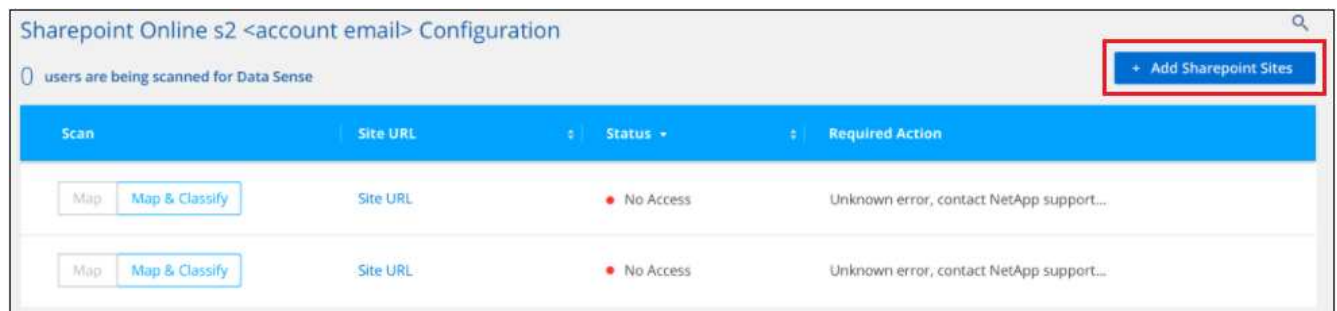 Sharepoint Online s2 <account email> Configuration
0 users are being scanned for Data Sense
+ Add Sharepoint Sites
Scan Site URL Status Required Action
Map Map & Classify Site URL No Access Unknown error, contact NetApp support...
Map Map & Classify Site URL No Access Unknown error, contact NetApp support...